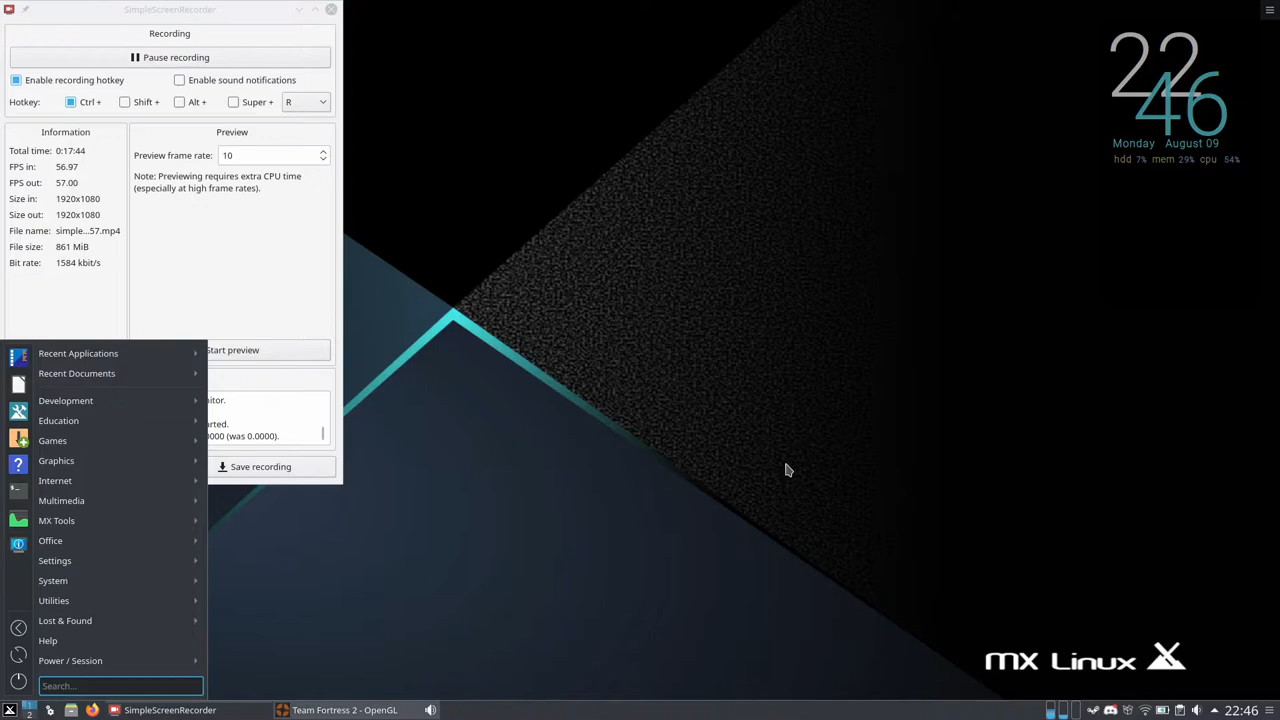 SimpleScreenRecorder
Recording
Pause recording
Enable recording hotkey
Enable sound notifications
Hotkey: Ctrl + Shift + Alt + Super + R
Information
Total time: 0:17:44
FPS in: 56.97
FPS out: 57.00
Size in: 1920x1080
Size out: 1920x1080
File name: simple...57.mp4
File size: 861 MiB
Bit rate: 1584 kbit/s
Preview
Preview frame rate: 10
Note: Previewing requires extra CPU time
(especially at high frame rates).
Start preview
itor.
rted.
0000 (was 0.0000).
Save recording
Recent Applications
Recent Documents
Development
Education
Games
Graphics
Internet
Multimedia
MX Tools
Office
Settings
System
Utilities
Lost & Found
Help
Power / Session
Search...
22
46
Monday August 09
hdd 7% mem 29% cpu 54%
MX Linux
1
2
SimpleScreenRecorder
Team Fortress 2 - OpenGL
22:46